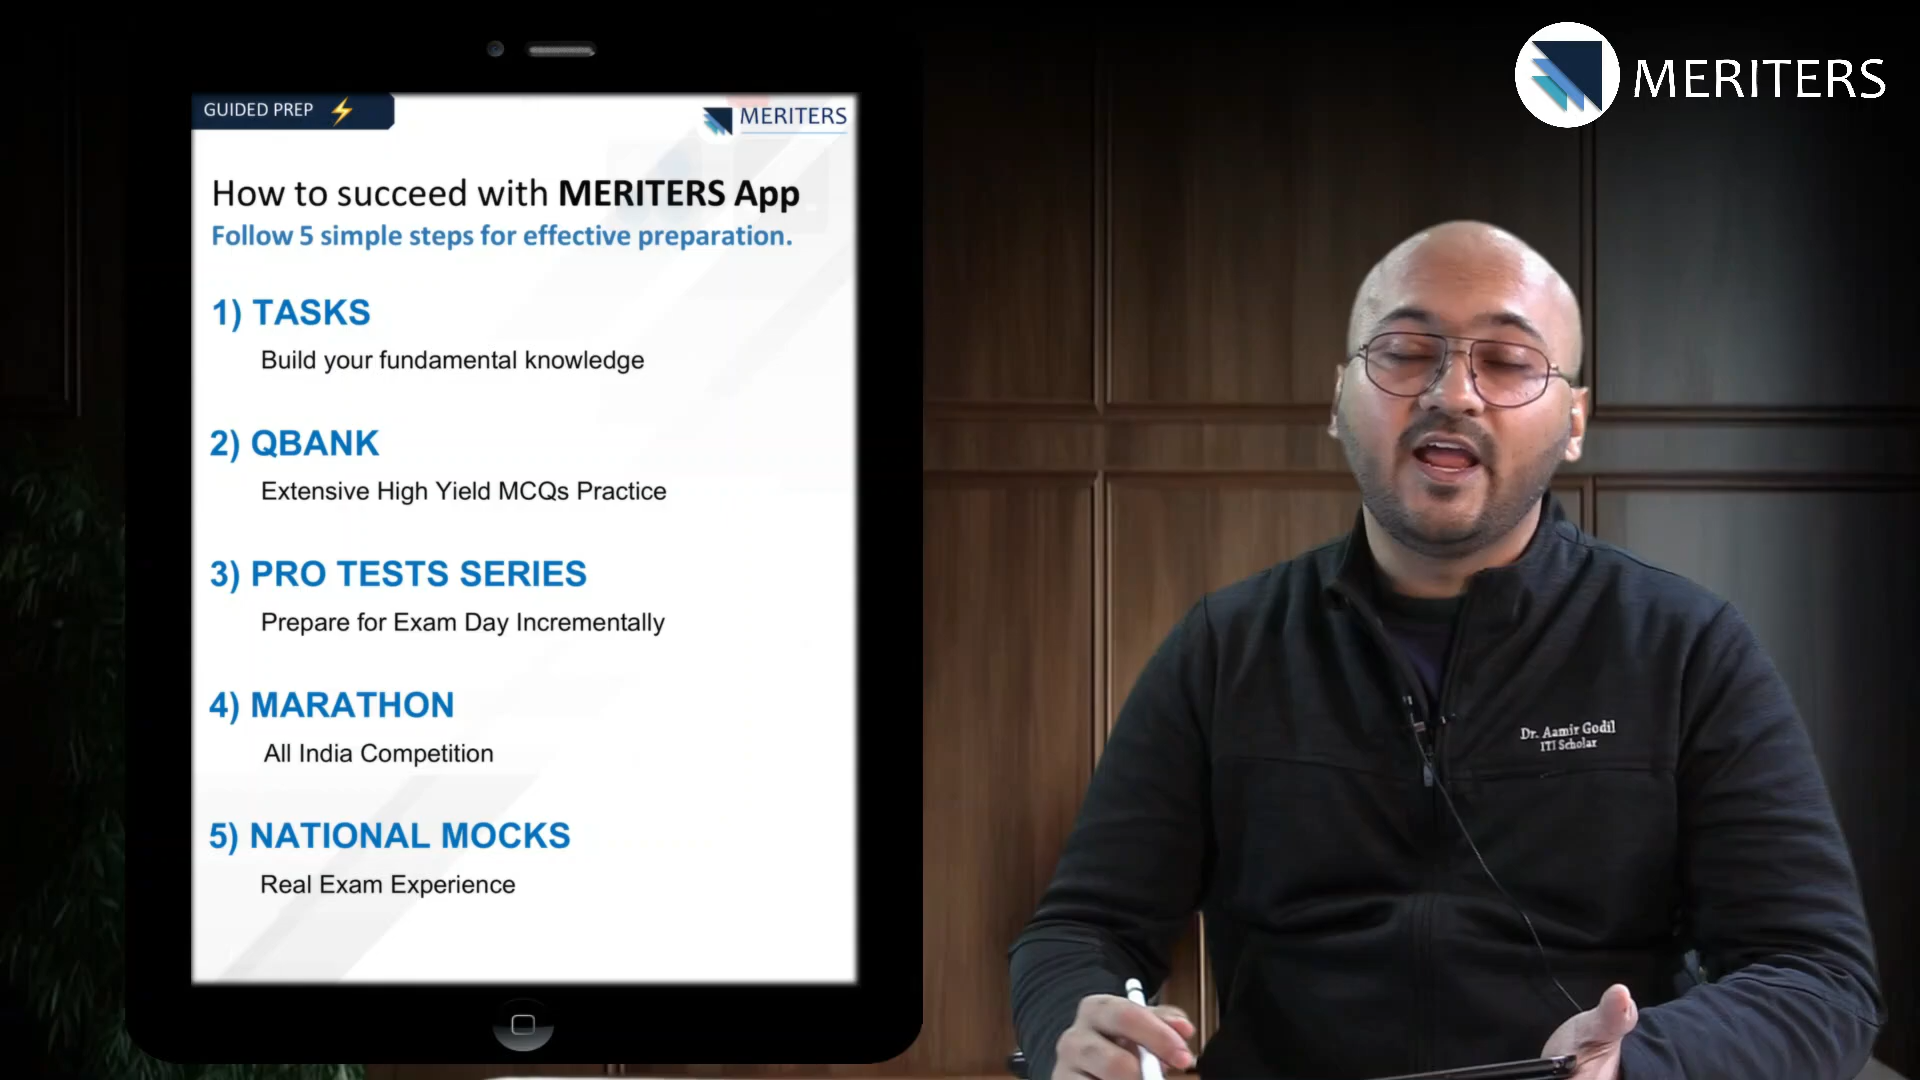 GUIDED PREP
MERITERS
How to succeed with MERITERS App
Follow 5 simple steps for effective preparation.
1) TASKS
Build your fundamental knowledge
2) QBANK
Extensive High Yield MCQs Practice
3) PRO TESTS SERIES
Prepare for Exam Day Incrementally
4) MARATHON
All India Competition
5) NATIONAL MOCKS
Real Exam Experience
MERITERS
Dr. Aamir Godil
ITI Scholar